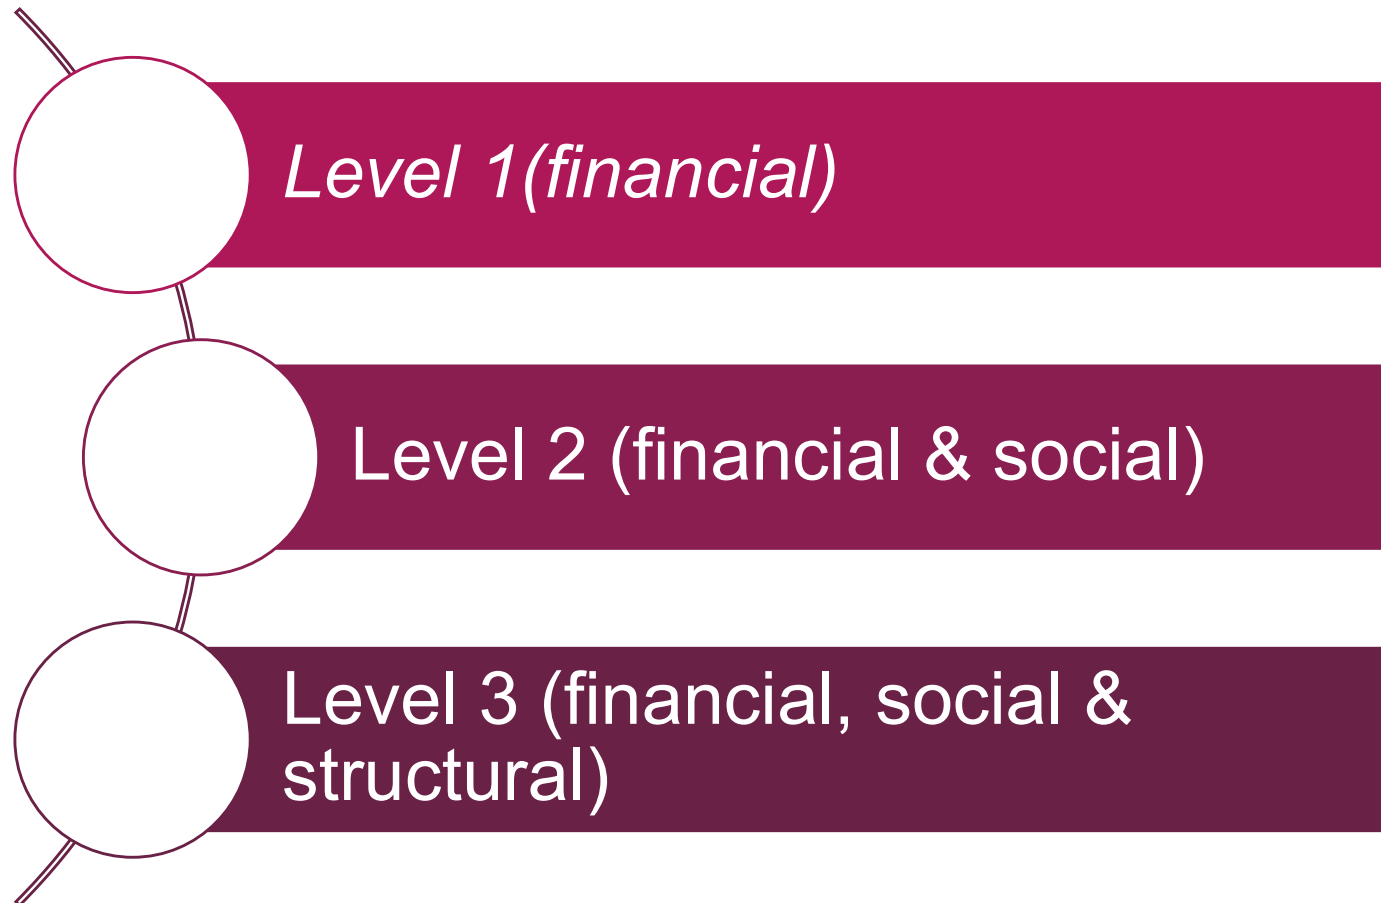 Level 1(financial)
Level 2 (financial & social)
Level 3 (financial, social &
structural)